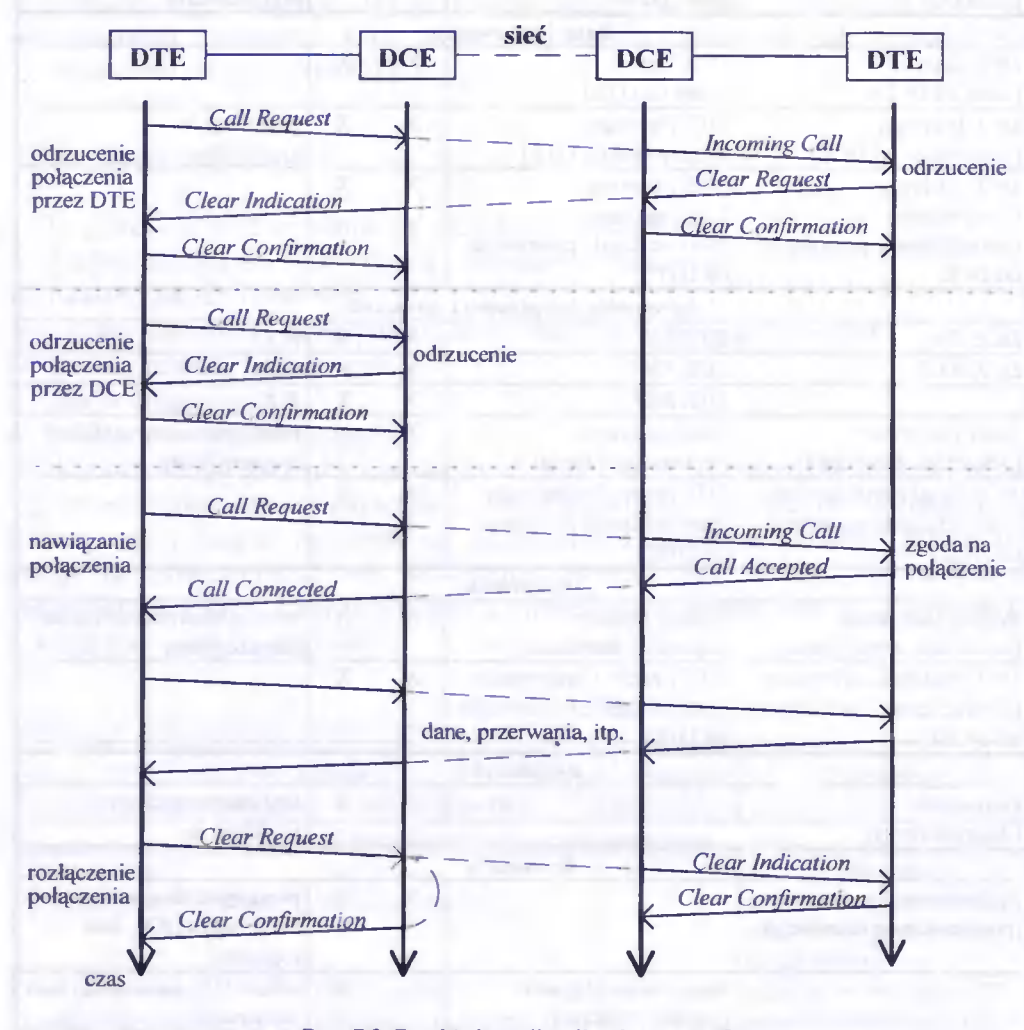 sieć
DTE DCE DCE DTE
Call Request
Incoming Call
odrzucenie
połączenia
przez DTE
odrzucenie
Clear Request
Clear Indication
Clear Confirmation
Clear Confirmation
Call Request
odrzucenie
połączenia
przez DCE
odrzucenie
Clear Indication
Clear Confirmation
Call Request
Incoming Call
nawiązanie
połączenia
zgoda na
połączenie
Call Accepted
Call Connected
dane, przerwania, itp.
Clear Request
Clear Indication
rozłączenie
połączenia
Clear Confirmation
Clear Confirmation
czas